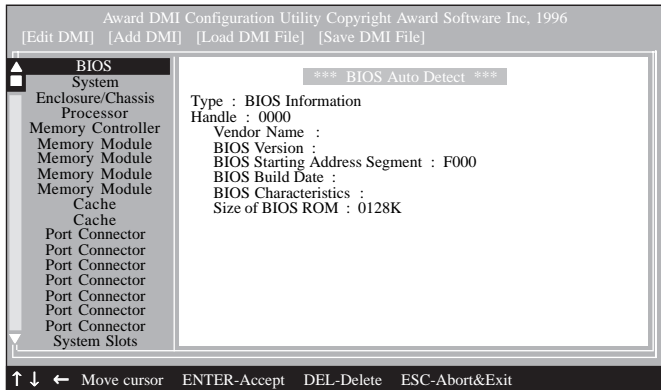 Award DMI Configuration Utility Copyright Award Software Inc, 1996
[Edit DMI] [Add DMI] [Load DMI File] [Save DMI File]
BIOS
System
Enclosure/Chassis
Processor
Memory Controller
Memory Module
Memory Module
Memory Module
Memory Module
Cache
Cache
Port Connector
Port Connector
Port Connector
Port Connector
Port Connector
Port Connector
Port Connector
System Slots
*** BIOS Auto Detect ***
Type : BIOS Information
Handle : 0000
Vendor Name :
BIOS Version :
BIOS Starting Address Segment : F000
BIOS Build Date :
BIOS Characteristics :
Size of BIOS ROM : 0128K
↑ ↓ ← Move cursor ENTER-Accept DEL-Delete ESC-Abort&Exit